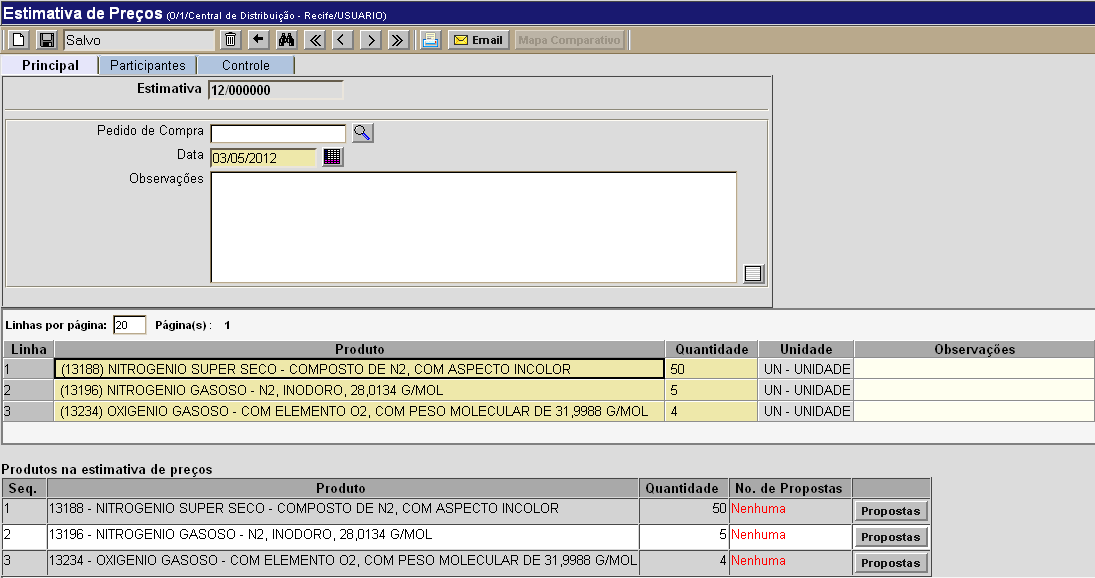 Estimativa de Preços (0/1/Central de Distribuição - Recife/USUARIO)
Salvo Email Mapa Comparativo
Principal Participantes Controle
Estimativa 12/000000
Pedido de Compra
Data 03/05/2012
Observações
Linhas por página: 20 Página(s) : 1
Linha Produto Quantidade Unidade Observações
1 (13188) NITROGENIO SUPER SECO - COMPOSTO DE N2, COM ASPECTO INCOLOR 50 UN - UNIDADE
2 (13196) NITROGENIO GASOSO - N2, INODORO, 28,0134 G/MOL 5 UN - UNIDADE
3 (13234) OXIGENIO GASOSO - COM ELEMENTO O2, COM PESO MOLECULAR DE 31,9988 G/MOL 4 UN - UNIDADE
Produtos na estimativa de preços
Seq. Produto Quantidade No. de Propostas
1 13188 - NITROGENIO SUPER SECO - COMPOSTO DE N2, COM ASPECTO INCOLOR 50 Nenhuma Propostas
2 13196 - NITROGENIO GASOSO - N2, INODORO, 28,0134 G/MOL 5 Nenhuma Propostas
3 13234 - OXIGENIO GASOSO - COM ELEMENTO O2, COM PESO MOLECULAR DE 31,9988 G/MOL 4 Nenhuma Propostas